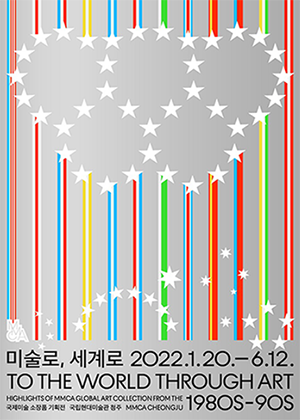 MMCA
미술로, 세계로 2022.1.20.–6.12.
TO THE WORLD THROUGH ART
HIGHLIGHTS OF MMCA GLOBAL ART COLLECTION FROM THE 1980S-90S
국제미술 소장품 기획전 국립현대미술관 청주 MMCA CHEONGJU